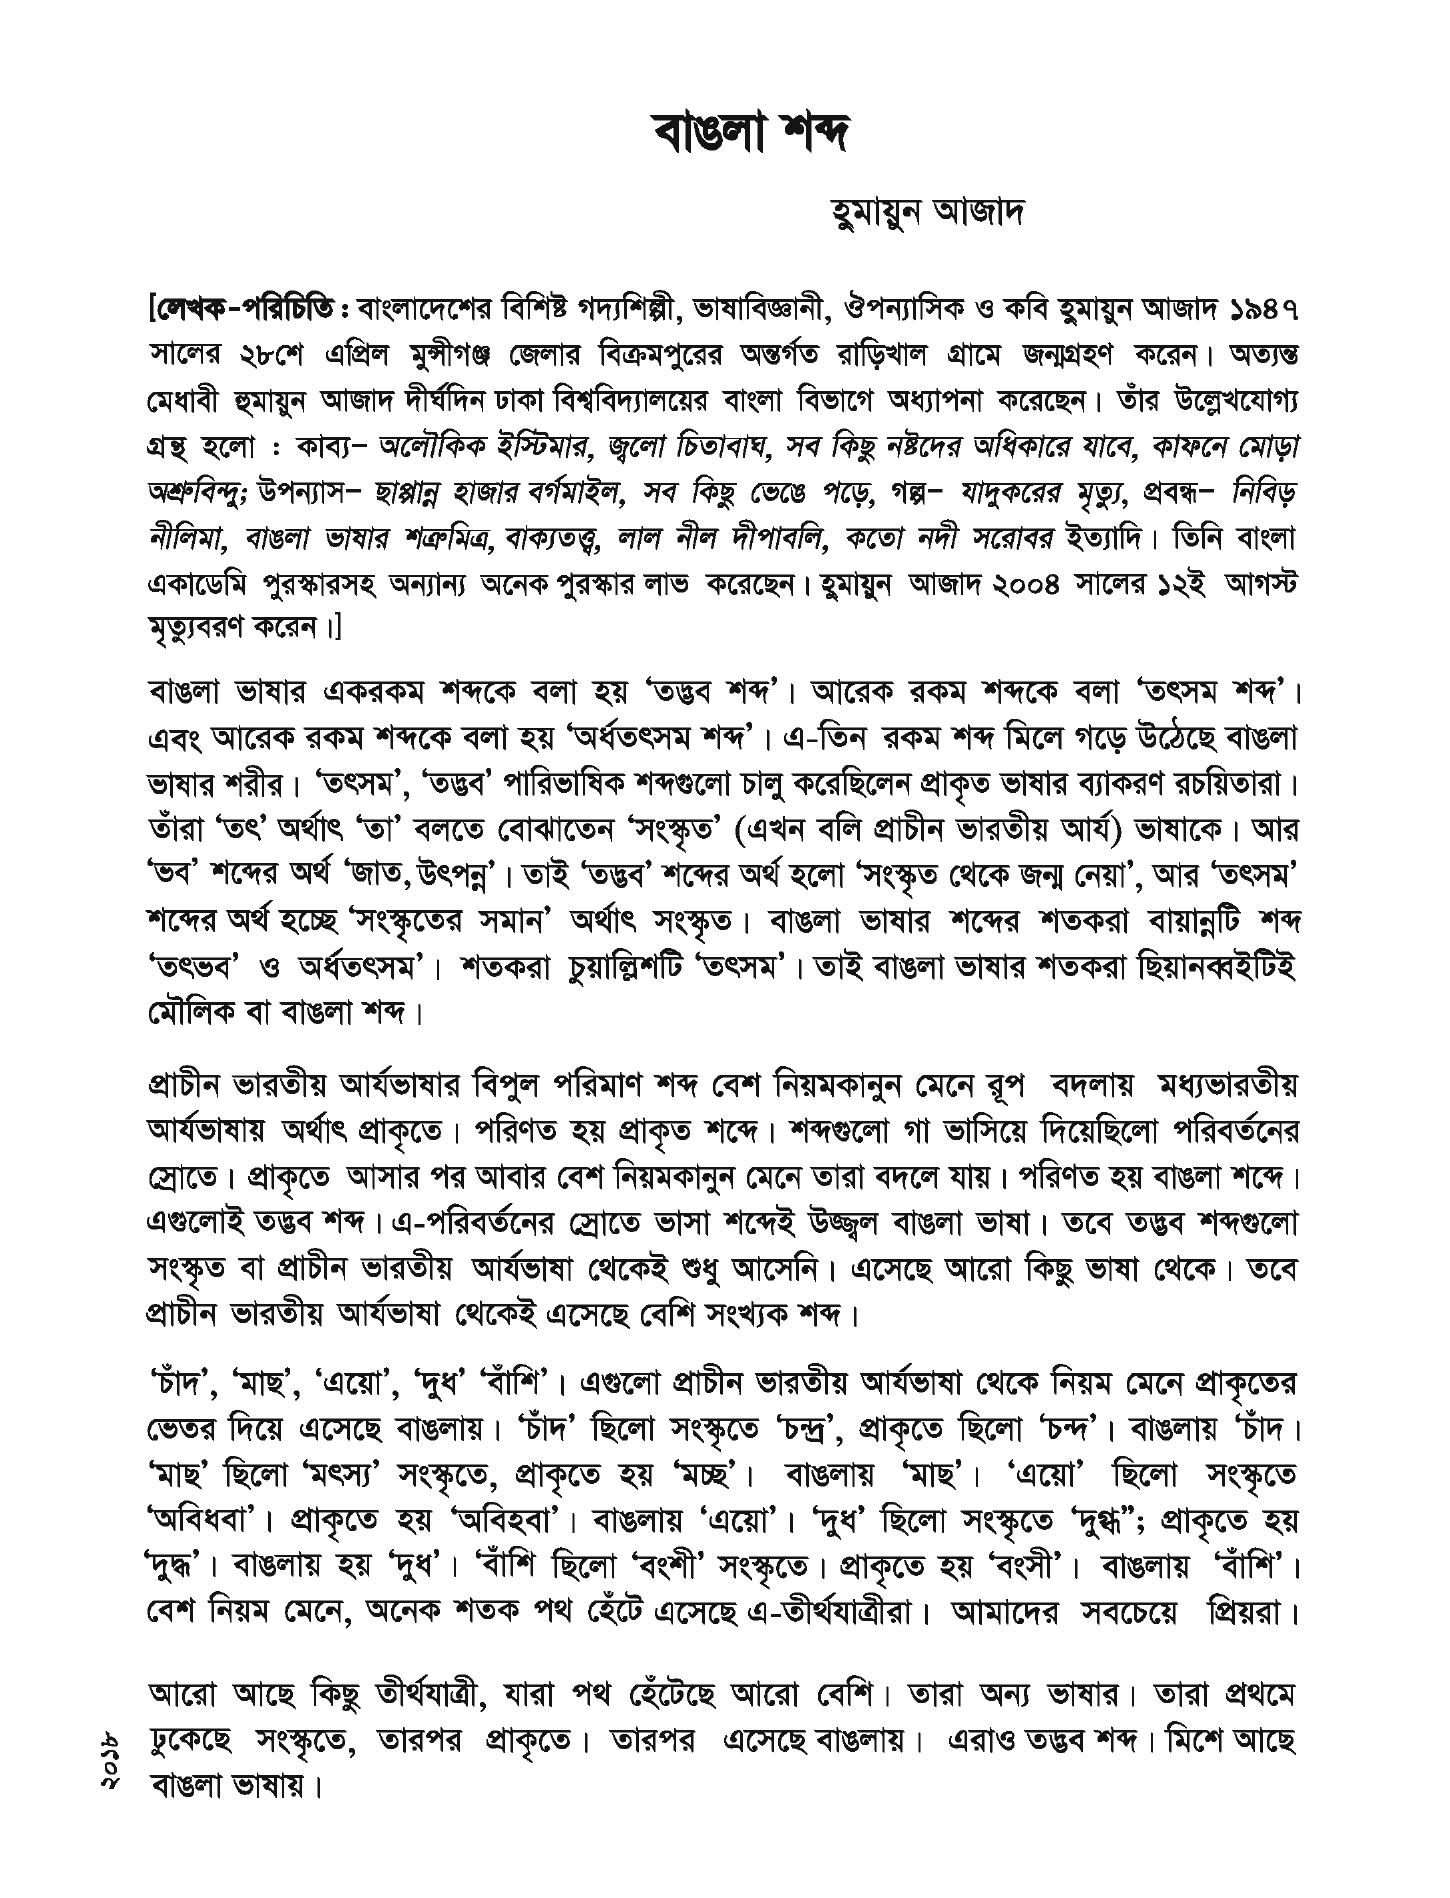 বাঙলা শব্দ
হুমায়ুন আজাদ
[লেখক-পরিচিতি : বাংলাদেশের বিশিষ্ট গদ্যশিল্পী, ভাষাবিজ্ঞানী, ঔপন্যাসিক ও কবি হুমায়ুন আজাদ ১৯৪৭
সালের ২৮শে এপ্রিল মুন্সীগঞ্জ জেলার বিক্রমপুরের অন্তর্গত রাড়িখাল গ্রামে জন্মগ্রহণ করেন। অত্যন্ত
মেধাবী হুমায়ুন আজাদ দীর্ঘদিন ঢাকা বিশ্ববিদ্যালয়ের বাংলা বিভাগে অধ্যাপনা করেছেন। তাঁর উল্লেখযোগ্য
গ্রন্থ হলো : কাব্য– অলৌকিক ইস্টিমার, জ্বলো চিতাবাঘ, সব কিছু নষ্টদের অধিকারে যাবে, কাফনে মোড়া
অশ্রুবিন্দু; উপন্যাস– ছাপ্পান্ন হাজার বর্গমাইল, সব কিছু ভেঙে পড়ে, গল্প– যাদুকরের মৃত্যু, প্রবন্ধ– নিবিড়
নীলিমা, বাঙলা ভাষার শত্রুমিত্র, বাক্যতত্ত্ব, লাল নীল দীপাবলি, কতো নদী সরোবর ইত্যাদি। তিনি বাংলা
একাডেমি পুরস্কারসহ অন্যান্য অনেক পুরস্কার লাভ করেছেন। হুমায়ুন আজাদ ২০০৪ সালের ১২ই আগস্ট
মৃত্যুবরণ করেন।]
বাঙলা ভাষার একরকম শব্দকে বলা হয় ‘তদ্ভব শব্দ’। আরেক রকম শব্দকে বলা ‘তৎসম শব্দ’।
এবং আরেক রকম শব্দকে বলা হয় ‘অর্ধতৎসম শব্দ’। এ-তিন রকম শব্দ মিলে গড়ে উঠেছে বাঙলা
ভাষার শরীর। ‘তৎসম’, ‘তদ্ভব’ পারিভাষিক শব্দগুলো চালু করেছিলেন প্রাকৃত ভাষার ব্যাকরণ রচয়িতারা।
তাঁরা ‘তৎ’ অর্থাৎ ‘তা’ বলতে বোঝাতেন ‘সংস্কৃত’ (এখন বলি প্রাচীন ভারতীয় আর্য) ভাষাকে। আর
‘ভব’ শব্দের অর্থ ‘জাত, উৎপন্ন’। তাই ‘তদ্ভব’ শব্দের অর্থ হলো ‘সংস্কৃত থেকে জন্ম নেয়া’, আর ‘তৎসম’
শব্দের অর্থ হচ্ছে ‘সংস্কৃতের সমান’ অর্থাৎ সংস্কৃত। বাঙলা ভাষার শব্দের শতকরা বায়ান্নটি শব্দ
‘তৎভব’ ও অর্ধতৎসম’। শতকরা চুয়াল্লিশটি ‘তৎসম’। তাই বাঙলা ভাষার শতকরা ছিয়ানব্বইটিই
মৌলিক বা বাঙলা শব্দ।
প্রাচীন ভারতীয় আর্যভাষার বিপুল পরিমাণ শব্দ বেশ নিয়মকানুন মেনে রূপ বদলায় মধ্যভারতীয়
আর্যভাষায় অর্থাৎ প্রাকৃতে। পরিণত হয় প্রাকৃত শব্দে। শব্দগুলো গা ভাসিয়ে দিয়েছিলো পরিবর্তনের
স্রোতে। প্রাকৃতে আসার পর আবার বেশ নিয়মকানুন মেনে তারা বদলে যায়। পরিণত হয় বাঙলা শব্দে।
এগুলোই তদ্ভব শব্দ। এ-পরিবর্তনের স্রোতে ভাসা শব্দেই উজ্জ্বল বাঙলা ভাষা। তবে তদ্ভব শব্দগুলো
সংস্কৃত বা প্রাচীন ভারতীয় আর্যভাষা থেকেই শুধু আসেনি। এসেছে আরো কিছু ভাষা থেকে। তবে
প্রাচীন ভারতীয় আর্যভাষা থেকেই এসেছে বেশি সংখ্যক শব্দ।
‘চাঁদ’, ‘মাছ’, ‘এয়ো’, ‘দুধ’ ‘বাঁশি’। এগুলো প্রাচীন ভারতীয় আর্যভাষা থেকে নিয়ম মেনে প্রাকৃতের
ভেতর দিয়ে এসেছে বাঙলায়। ‘চাঁদ’ ছিলো সংস্কৃতে ‘চন্দ্র’, প্রাকৃতে ছিলো ‘চন্দ’। বাঙলায় ‘চাঁদ।
‘মাছ’ ছিলো ‘মৎস্য’ সংস্কৃতে, প্রাকৃতে হয় ‘মচ্ছ’। বাঙলায় ‘মাছ’। ‘এয়ো’ ছিলো সংস্কৃতে
‘অবিধবা’। প্রাকৃতে হয় ‘অবিহবা’। বাঙলায় ‘এয়ো’। ‘দুধ’ ছিলো সংস্কৃতে ‘দুগ্ধ”; প্রাকৃতে হয়
‘দুদ্ধ’। বাঙলায় হয় ‘দুধ’। ‘বাঁশি ছিলো ‘বংশী’ সংস্কৃতে। প্রাকৃতে হয় ‘বংসী’। বাঙলায় ‘বাঁশি’।
বেশ নিয়ম মেনে, অনেক শতক পথ হেঁটে এসেছে এ-তীর্থযাত্রীরা। আমাদের সবচেয়ে প্রিয়রা।
আরো আছে কিছু তীর্থযাত্রী, যারা পথ হেঁটেছে আরো বেশি। তারা অন্য ভাষার। তারা প্রথমে
ঢুকেছে সংস্কৃতে, তারপর প্রাকৃতে। তারপর এসেছে বাঙলায়। এরাও তদ্ভব শব্দ। মিশে আছে
বাঙলা ভাষায়।
২০১৮